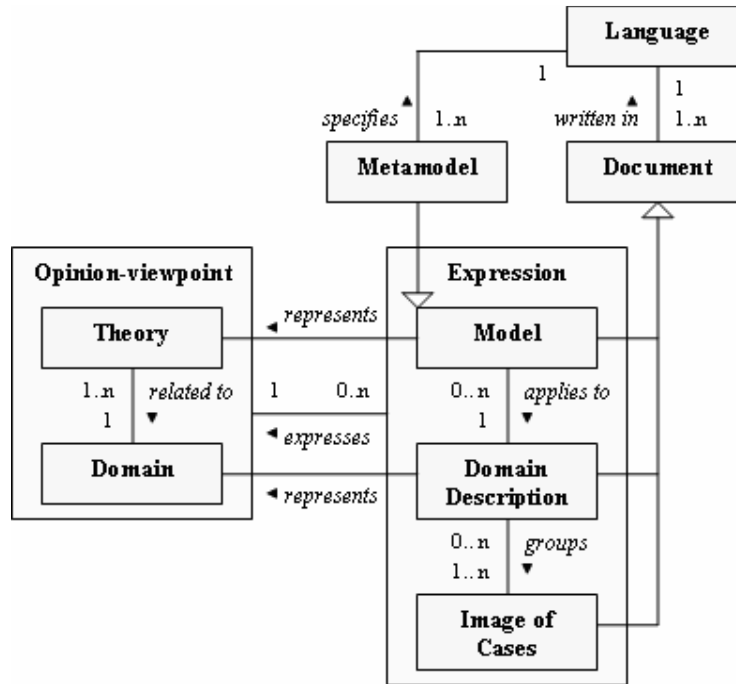 Language
1
1
specifies
1..n
written in
1..n
Metamodel
Document
Opinion-viewpoint
Expression
Theory
represents
Model
1..n
related to
1
0..n
0..n
applies to
1
1
expresses
Domain
represents
Domain
Description
0..n
groups
1..n
Image of
Cases